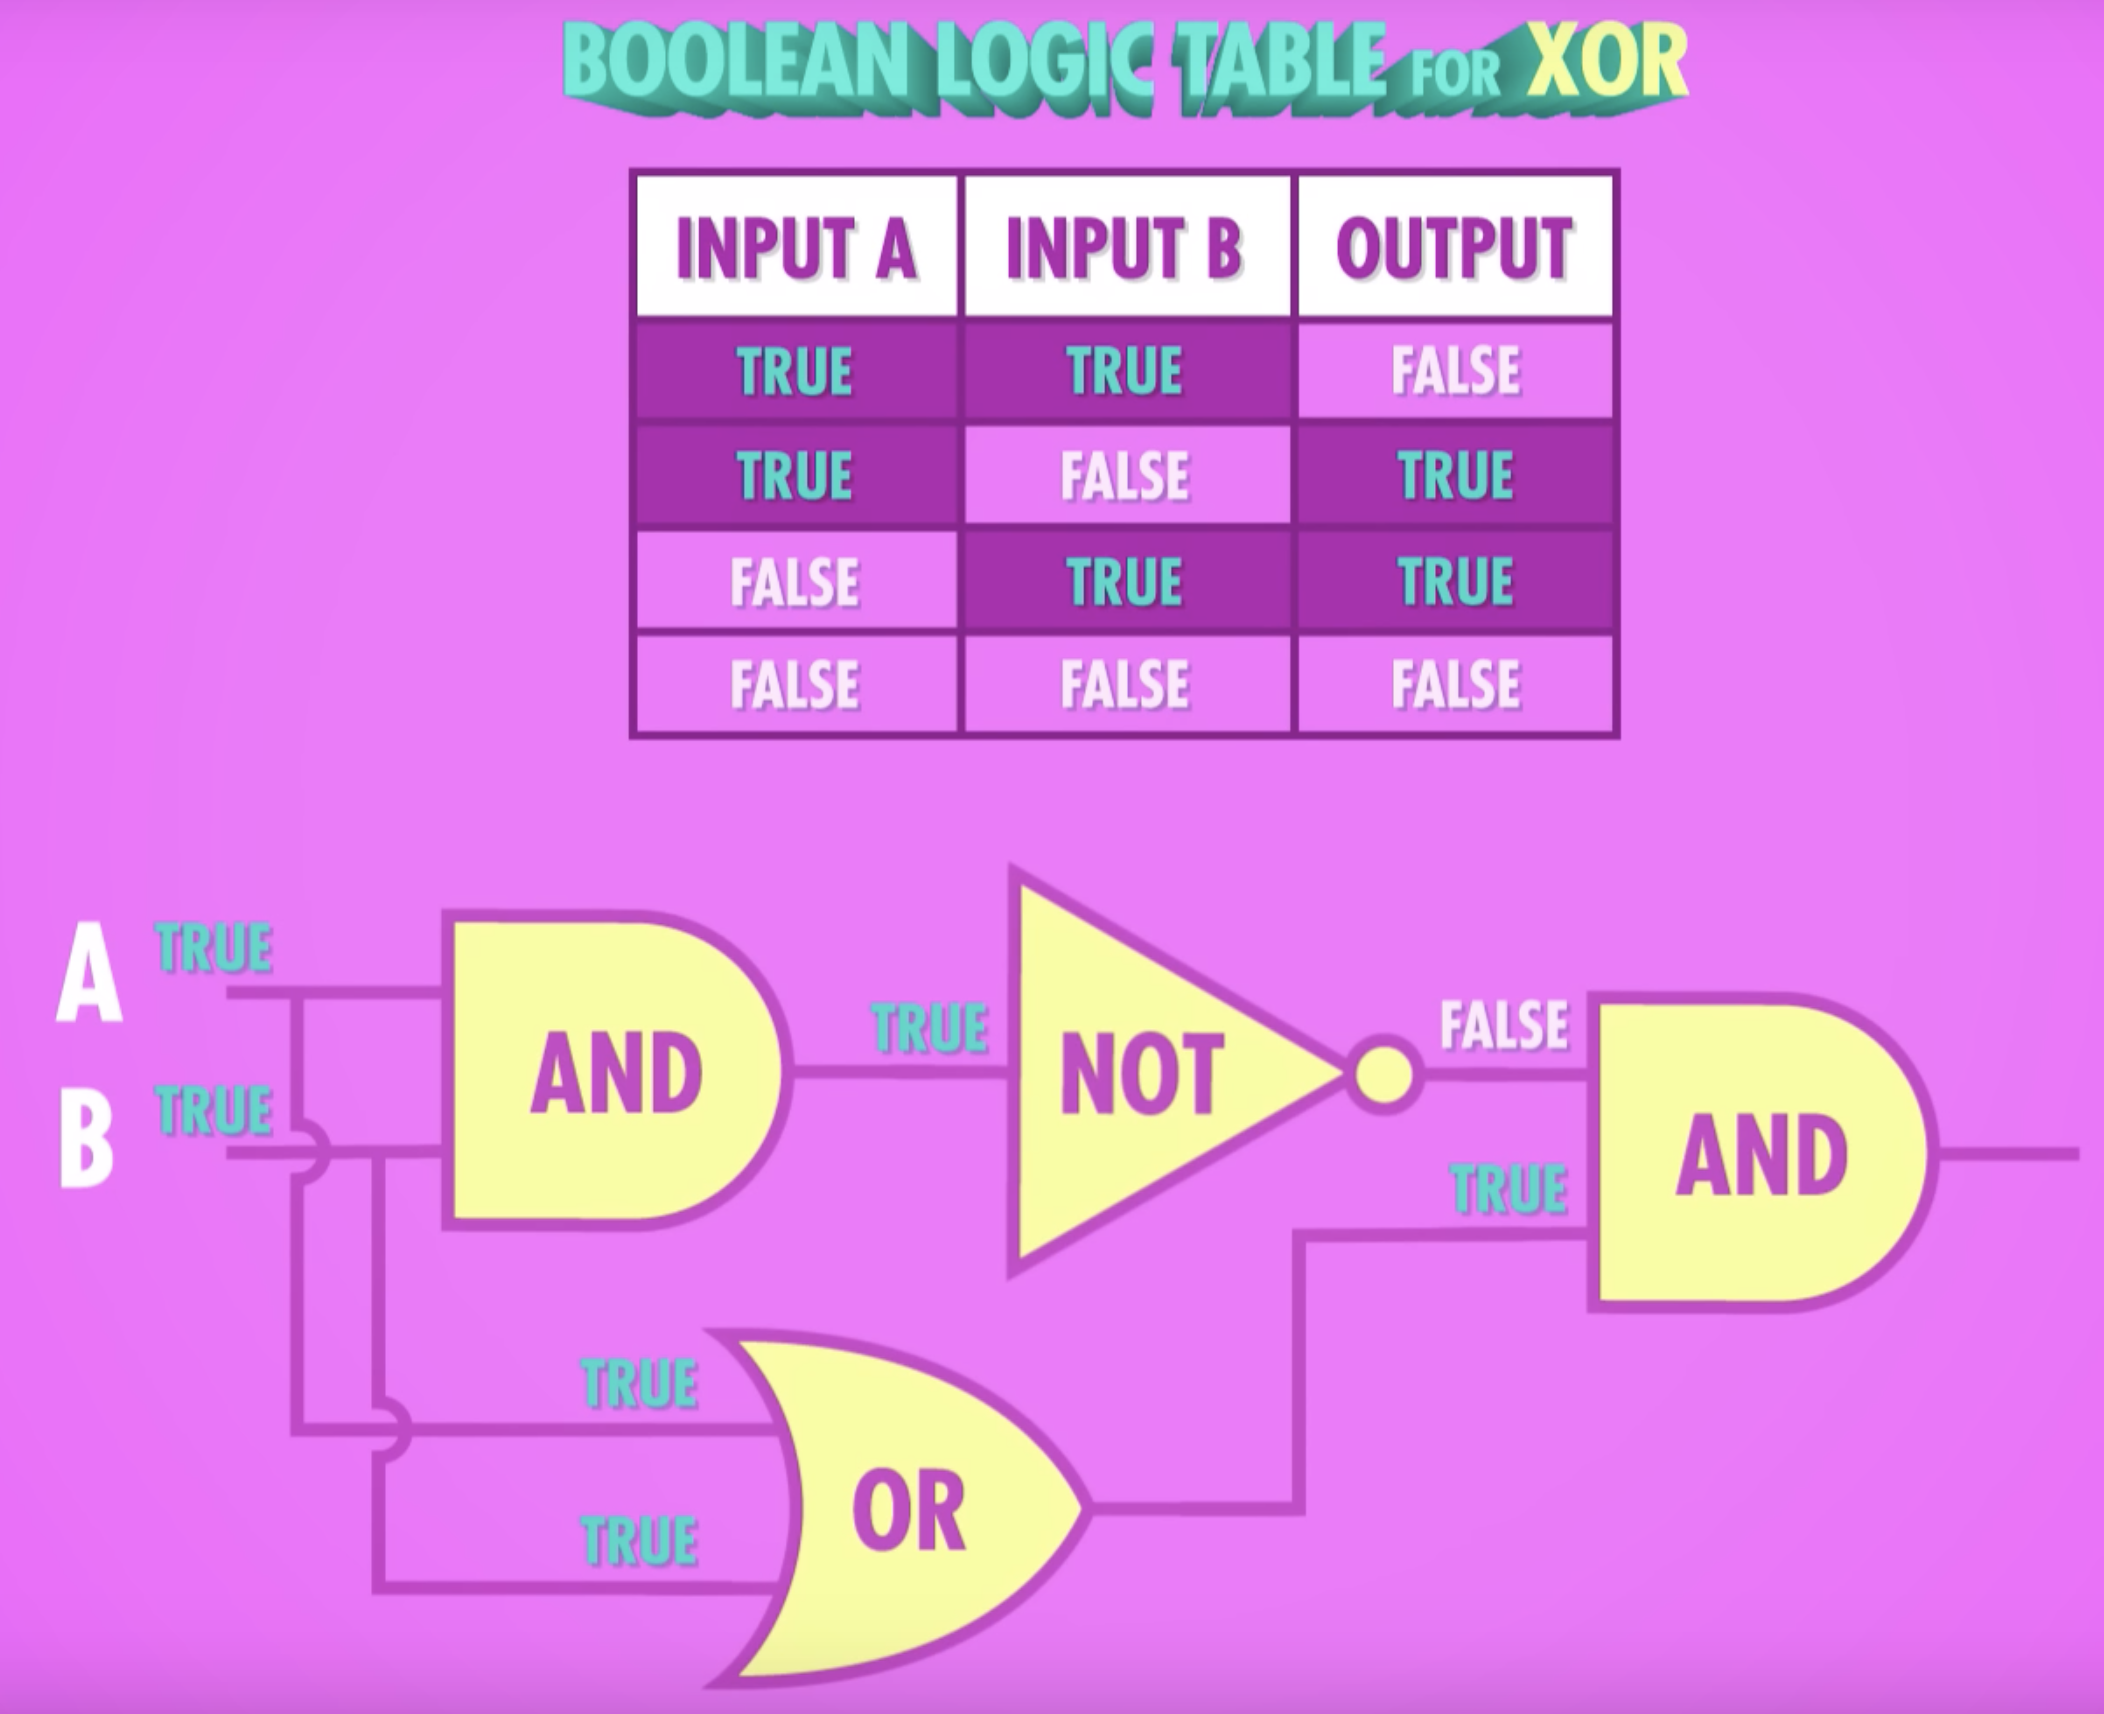 BOOLEAN LOGIC TABLE FOR XOR
INPUT A INPUT B OUTPUT
TRUE TRUE FALSE
TRUE FALSE TRUE
FALSE TRUE TRUE
FALSE FALSE FALSE
A TRUE
B TRUE
AND
TRUE
NOT
FALSE
TRUE
AND
TRUE
TRUE
OR